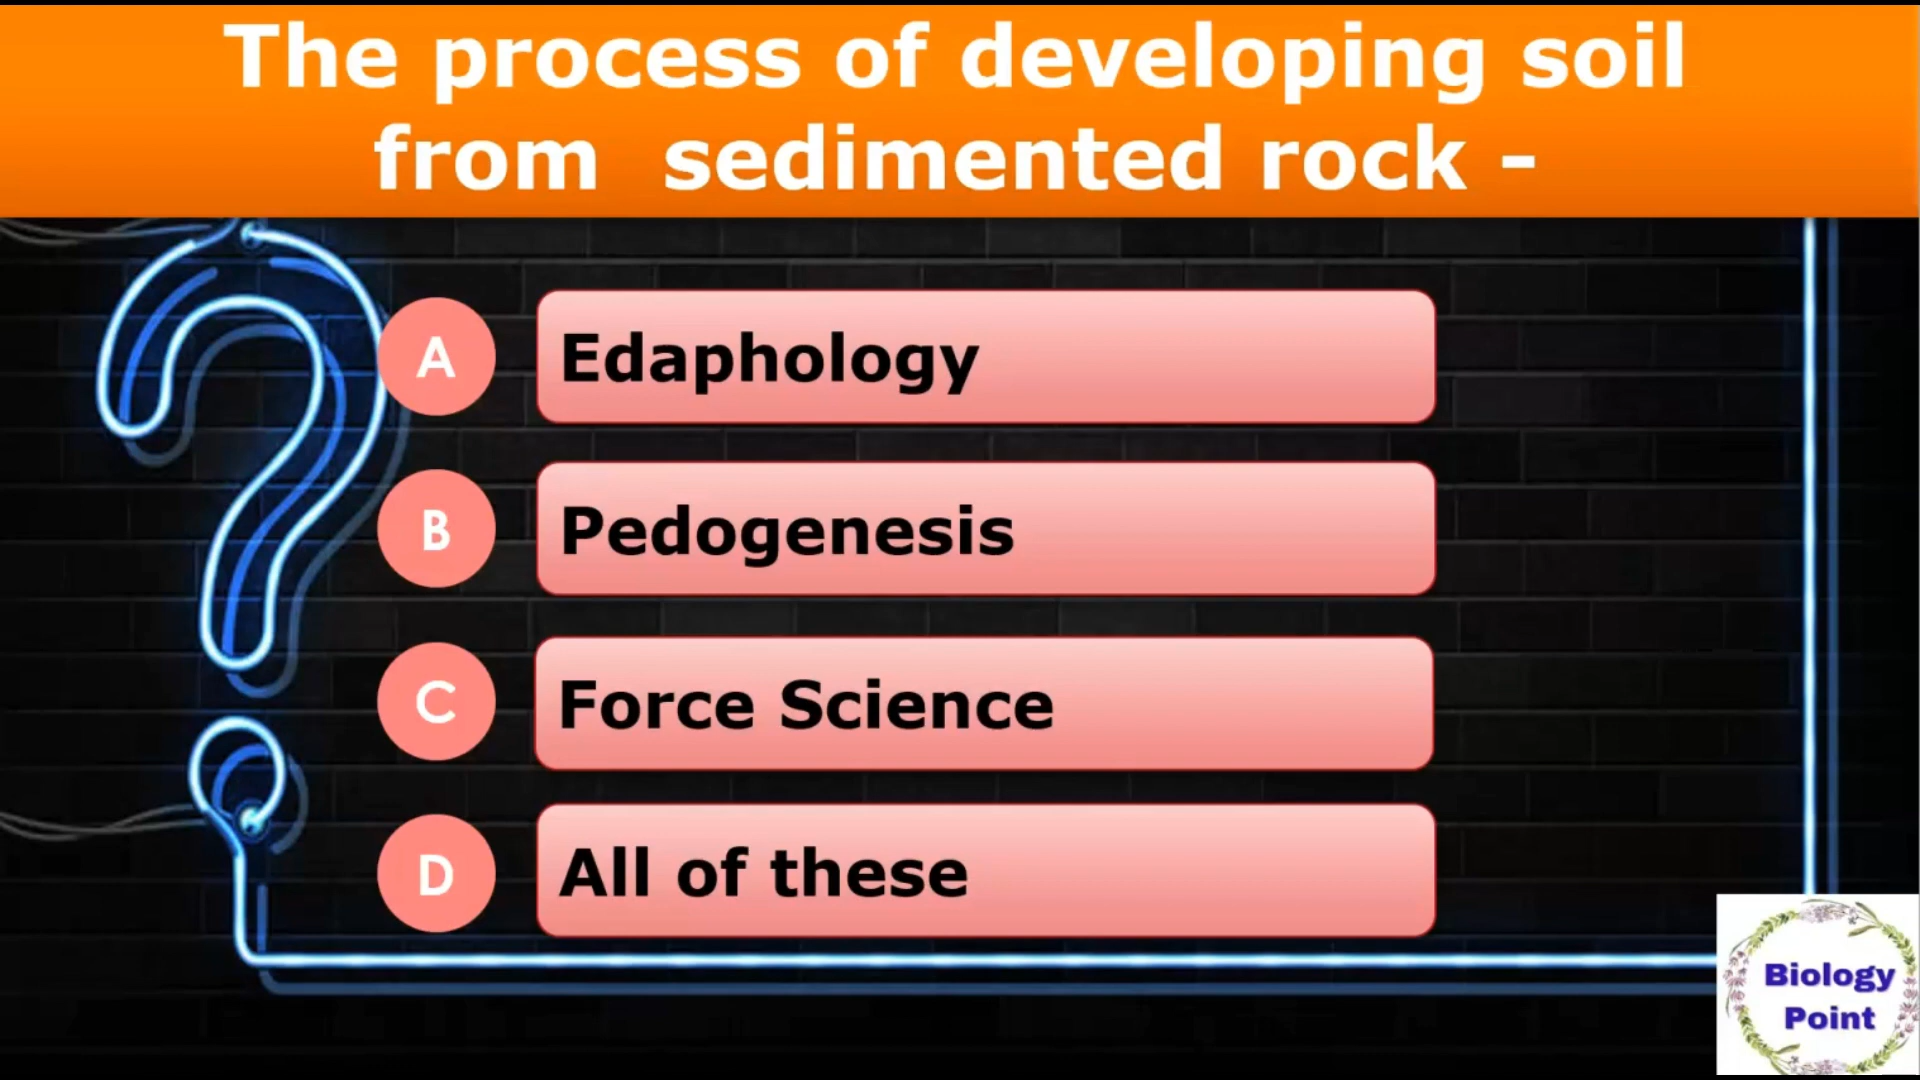 The process of developing soil
from sedimented rock -
A
Edaphology
B
Pedogenesis
C
Force Science
D
All of these
Biology
Point